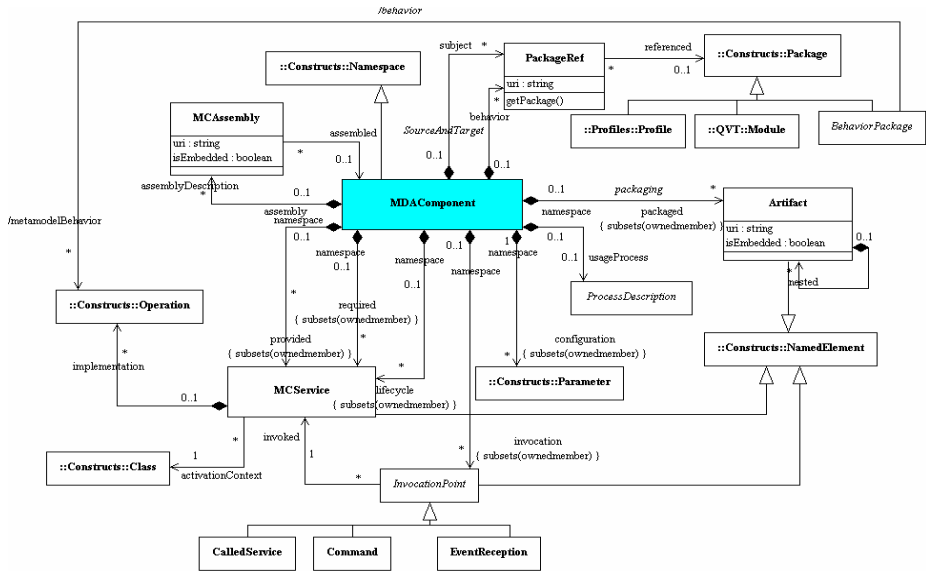 /behavior
subject
*
PackageRef
uri : string
getPackage()
referenced
*
0..1
::Constructs::Package
::Constructs::Namespace
MCAssembly
uri : string
isEmbedded : boolean
assembled
*
0..1
SourceAndTarget
0..1
*
behavior
0..1
::Profiles::Profile
::QVT::Module
BehaviorPackage
assemblyDescription
*
0..1
assembly
MDAComponent
0..1
namespace
packaging
*
packaged
{ subsets(ownedmember) }
Artifact
uri : string
isEmbedded : boolean
0..1
*
nested
/metamodelBehavior
*
namespace
0..1
namespace
0..1
namespace
0..1
0..1
namespace
1
namespace
0..1
0..1
usageProcess
ProcessDescription
::Constructs::Operation
*
required
{ subsets(ownedmember) }
*
provided
{ subsets(ownedmember) }
configuration
*
{ subsets(ownedmember) }
::Constructs::NamedElement
*
implementation
0..1
MCService
*
lifecycle
{ subsets(ownedmember) }
::Constructs::Parameter
*
1
activationContext
::Constructs::Class
invoked
1
*
invocation
*
{ subsets(ownedmember) }
InvocationPoint
CalledService
Command
EventReception